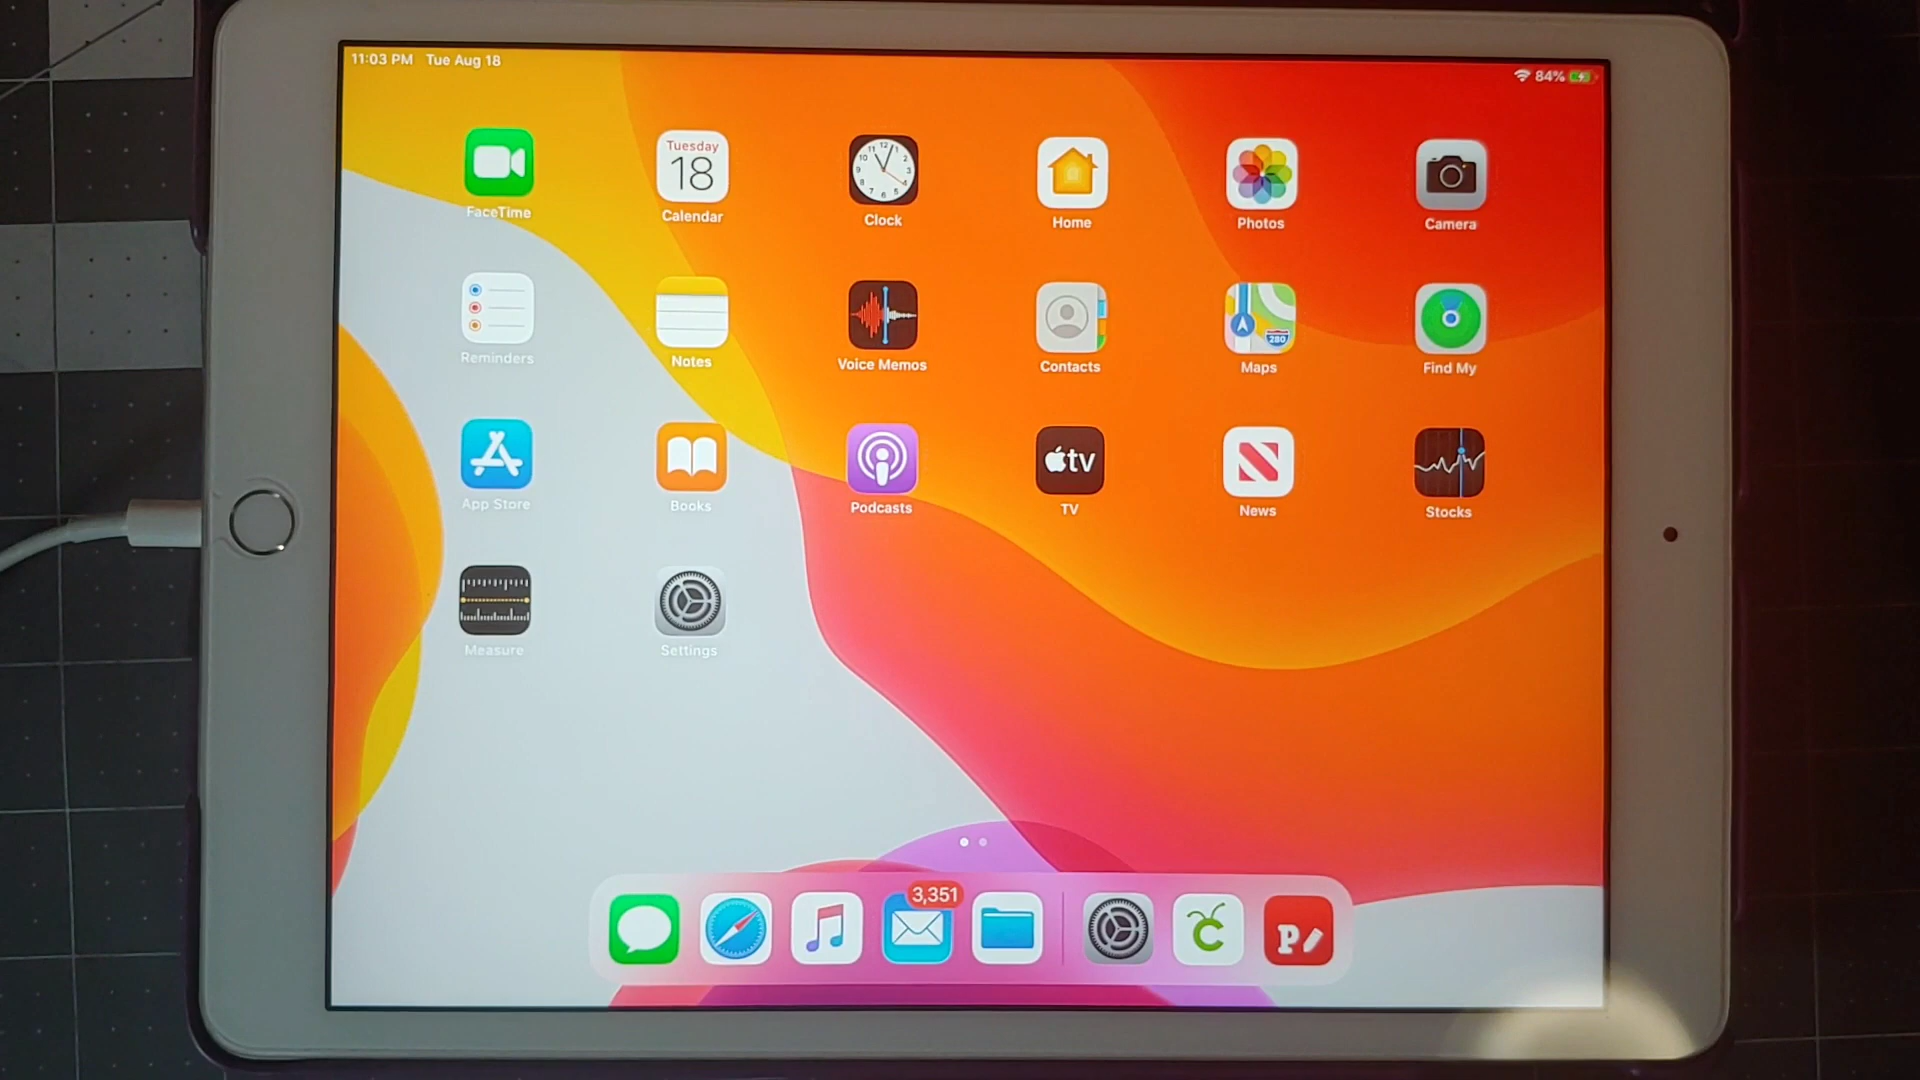 11:03 PM Tue Aug 18
84%
Tuesday
18
FaceTime Calendar Clock Home Photos Camera
280
Reminders Notes Voice Memos Contacts Maps Find My
tv
App Store Books Podcasts TV News Stocks
Measure Settings
3,351